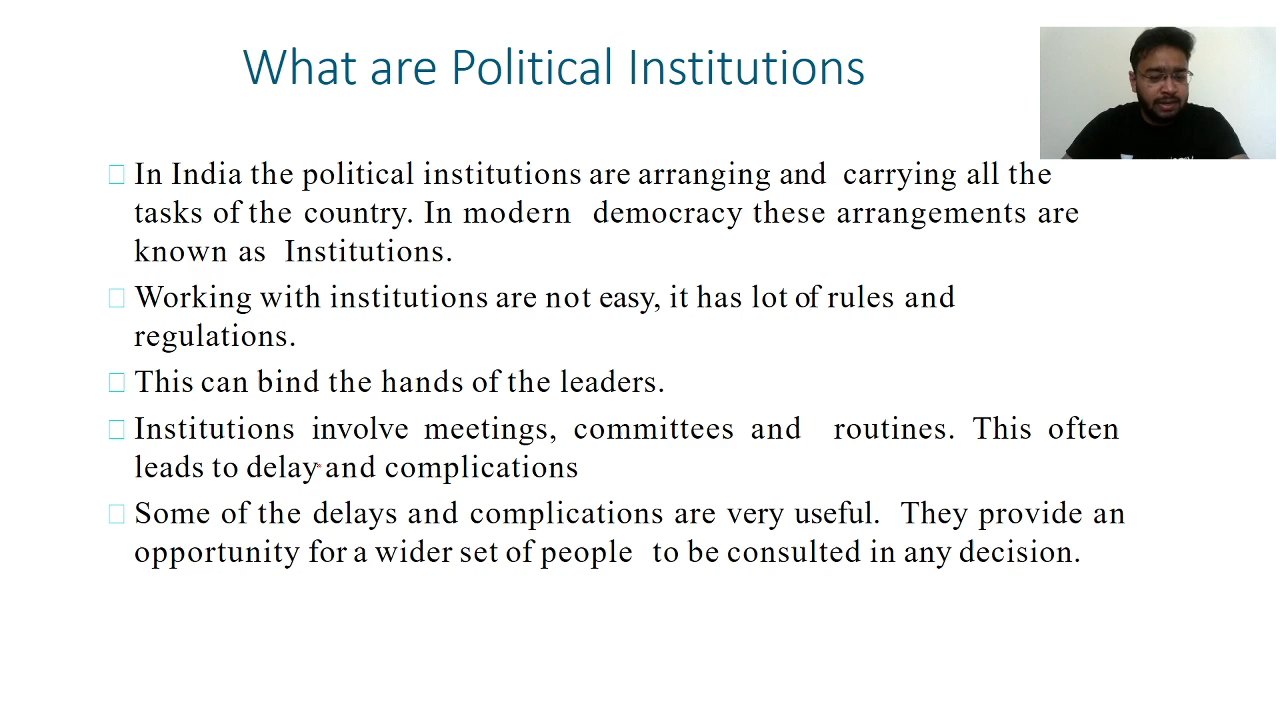 What are Political Institutions
In India the political institutions are arranging and carrying all the
tasks of the country. In modern democracy these arrangements are
known as Institutions.
Working with institutions are not easy, it has lot of rules and
regulations.
This can bind the hands of the leaders.
Institutions involve meetings, committees and routines. This often
leads to delay and complications
Some of the delays and complications are very useful. They provide an
opportunity for a wider set of people to be consulted in any decision.